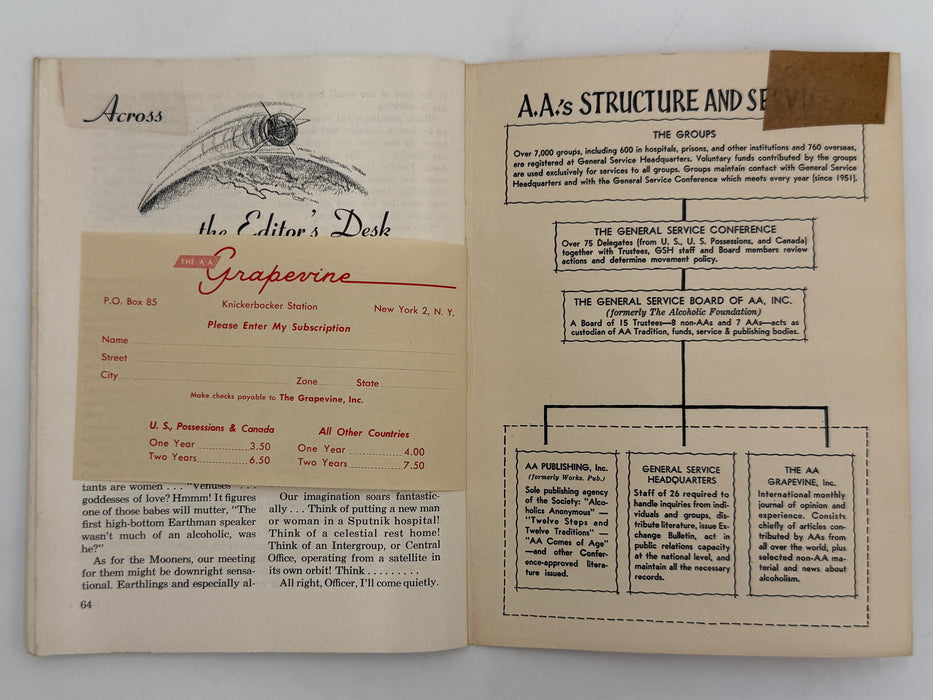 Across
the Editor's Desk
THE A.A.
Grapevine
P.O. Box 85 Knickerbocker Station New York 2, N. Y.
Please Enter My Subscription
Name
Street
City Zone State
Make checks payable to The Grapevine, Inc.
U. S., Possessions & Canada
One Year 3.50
Two Years 6.50
All Other Countries
One Year 4.00
Two Years 7.50
tants are women . . . "Venuses" . . .
goddesses of love? Hmmm! It figures
one of those babes will mutter, "The
first high-bottom Earthman speaker
wasn't much of an alcoholic, was
he?"
As for the Mooners, our meeting
for them might be downright sensa-
tional. Earthlings and especially al-
64
Our imagination soars fantastic-
ally . . . Think of putting a new man
or woman in a Sputnik hospital!
Think of a celestial rest home!
Think of an Intergroup, or Central
Office, operating from a satellite in
its own orbit! Think . . . . . . . . .
All right, Officer, I'll come quietly.
A.A.'s STRUCTURE AND
THE GROUPS
Over 7,000 groups, including 600 in hospitals, prisons, and other institutions and 760 overseas,
are registered at General Service Headquarters. Voluntary funds contributed by the groups
are used exclusively for services to all groups. Groups maintain contact with General Service
Headquarters and with the General Service Conference which meets every year (since 1951).
THE GENERAL SERVICE CONFERENCE
Over 75 Delegates (from U. S., U. S. Possessions, and Canada)
together with Trustees, GSH staff and Board members review
actions and determine movement policy.
THE GENERAL SERVICE BOARD OF AA, INC.
(formerly The Alcoholic Foundation)
A Board of 15 Trustees—8 non-AAs and 7 AAs—acts as
custodian of AA Tradition, funds, service & publishing bodies.
AA PUBLISHING, Inc.
(formerly Works. Pub.)
Sole publishing agency
of the Society: "Alco-
holics Anonymous" —
"Twelve Steps and
Twelve Traditions" —
"AA Comes of Age"
—and other Confer-
ence-approved litera-
ture issued.
GENERAL SERVICE
HEADQUARTERS
Staff of 26 required to
handle inquiries from indi-
viduals and groups, dis-
tribute literature, issue Ex-
change Bulletin, act in
public relations capacity
at the national level, and
maintain all the necessary
records.
THE AA
GRAPEVINE, Inc.
International monthly
journal of opinion and
experience. Consists
chiefly of articles con-
tributed by AAs from
all over the world, plus
selected non-AA ma-
terial and news about
alcoholism.